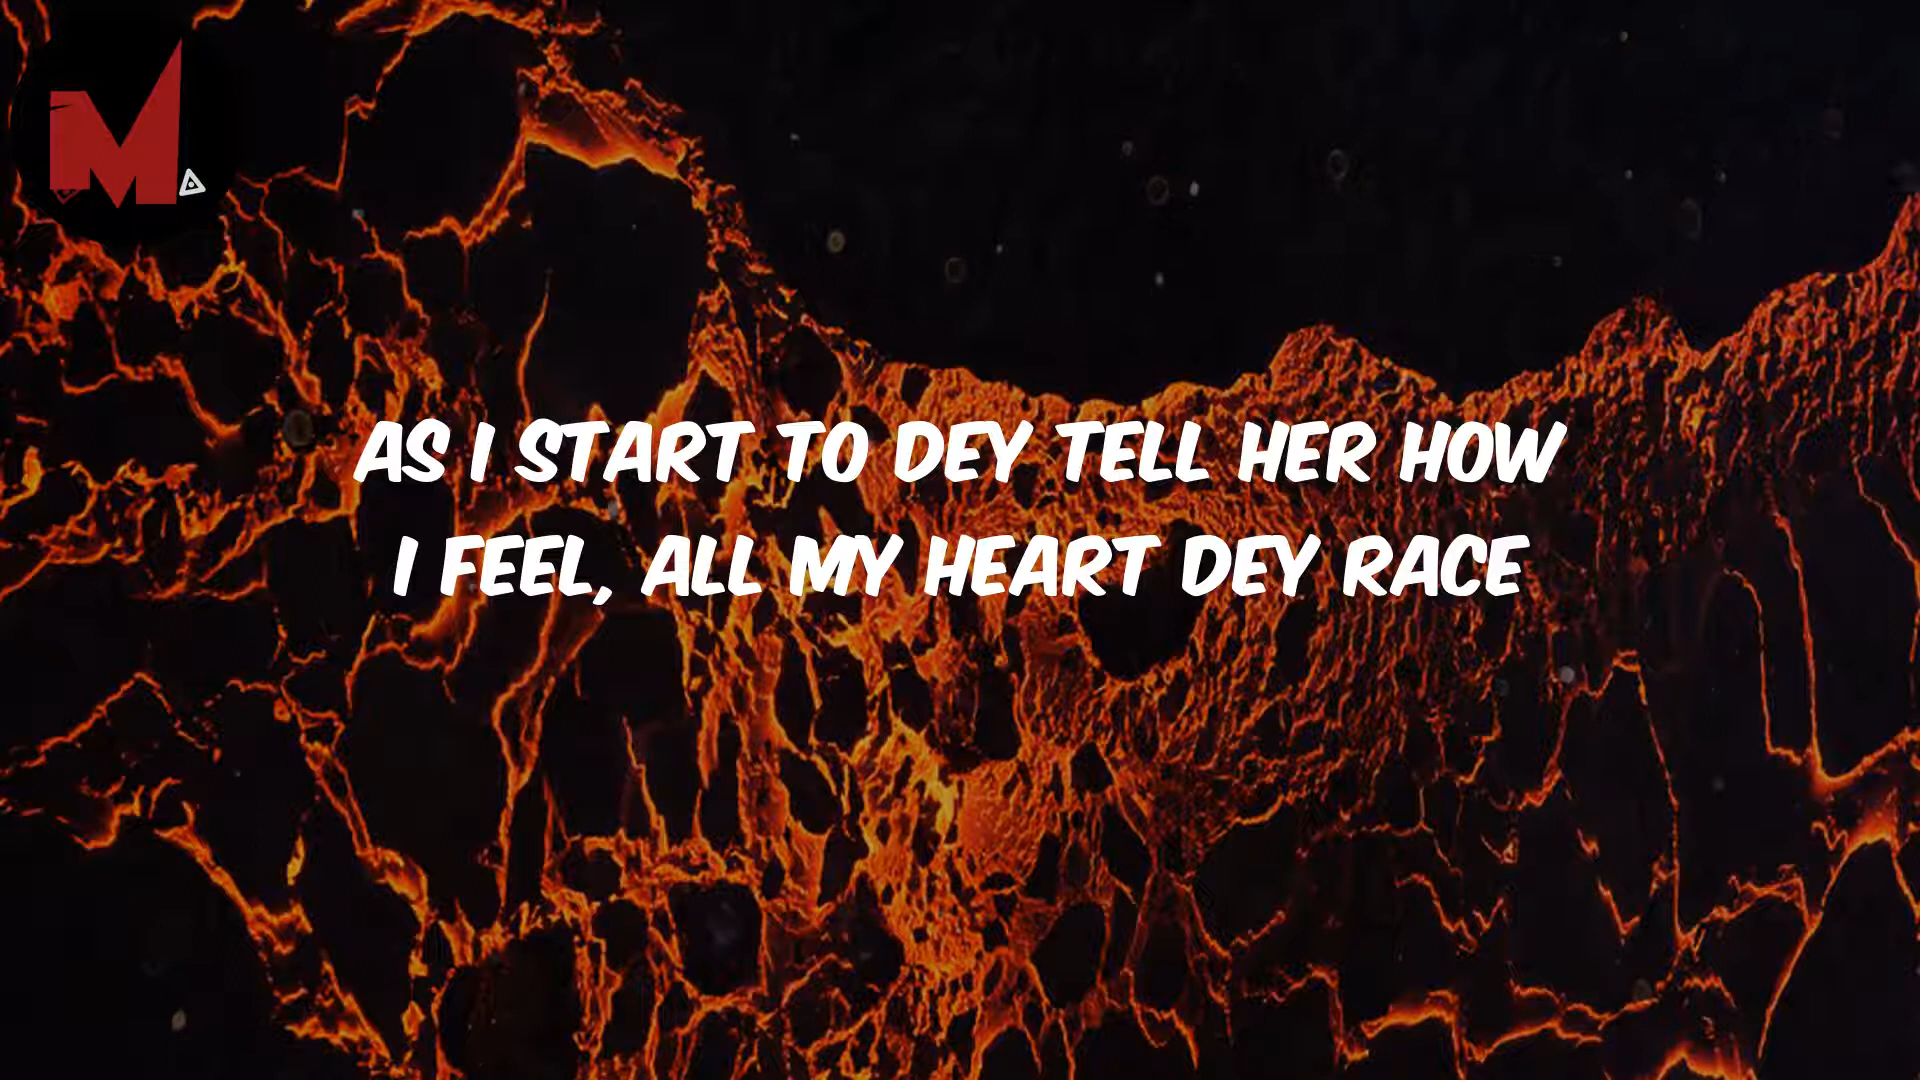 M
AS I START TO DEY TELL HER HOW
I FEEL, ALL MY HEART DEY RACE